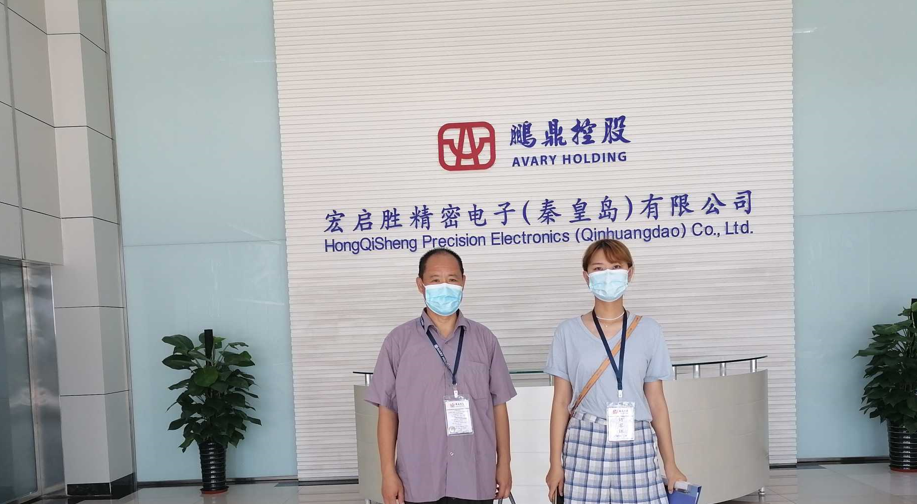 鵬鼎控股
AVARY HOLDING
宏启胜精密电子(秦皇岛)有限公司
HongQiSheng Precision Electronics (Qinhuangdao) Co., Ltd.